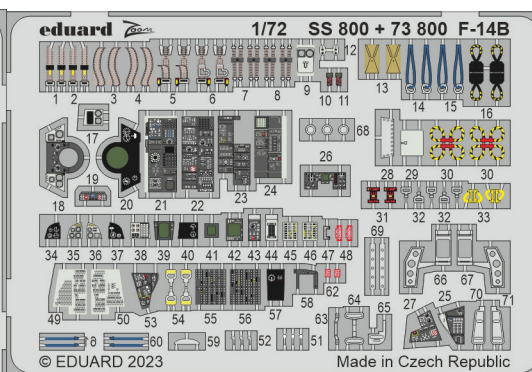 eduard Zoom 1/72 SS 800 + 73 800 F-14B
1 2 3 4 5 6 7 8 9 10 11 12 13 14 15 16
17 68
18 19 20 21 22 23 24 26 28 29 30 30
31 32 32 33
34 35 36 37 38 39 40 41 42 43 44 45 46 47 48 69
49 50 53 54 55 56 57 58 62 66 67
63 64 65 27 25 70 71
8 60 59 52 51
© EDUARD 2023 Made in Czech Republic